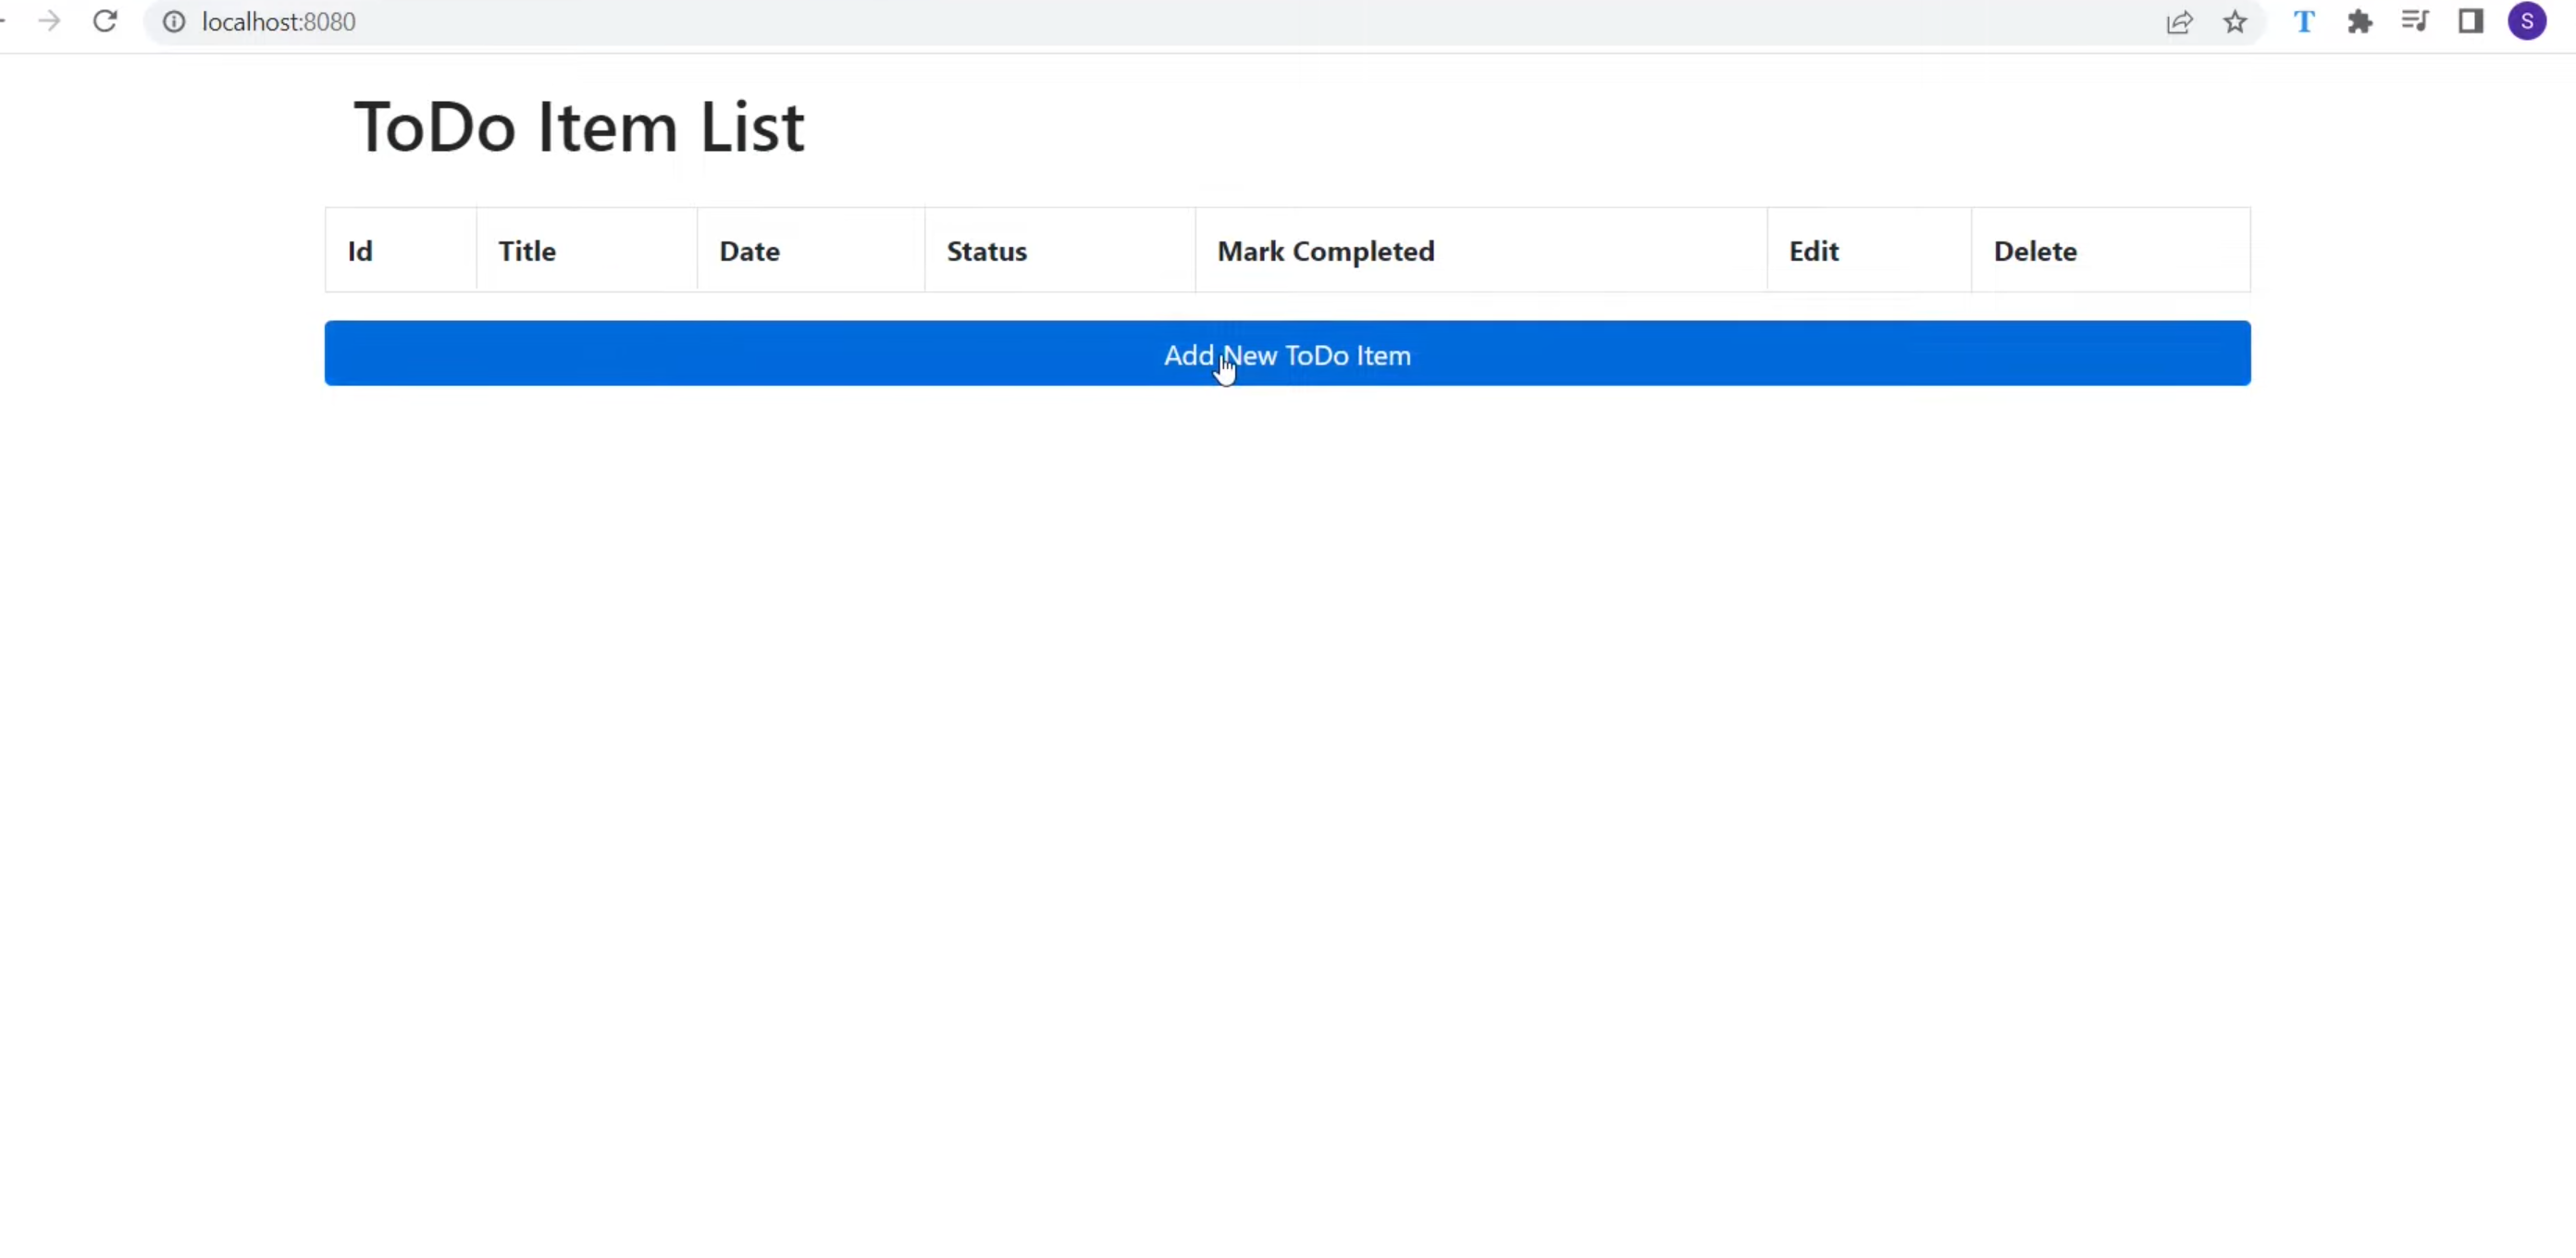 localhost:8080
T
S
ToDo Item List
Id Title Date Status Mark Completed Edit Delete
Add New ToDo Item